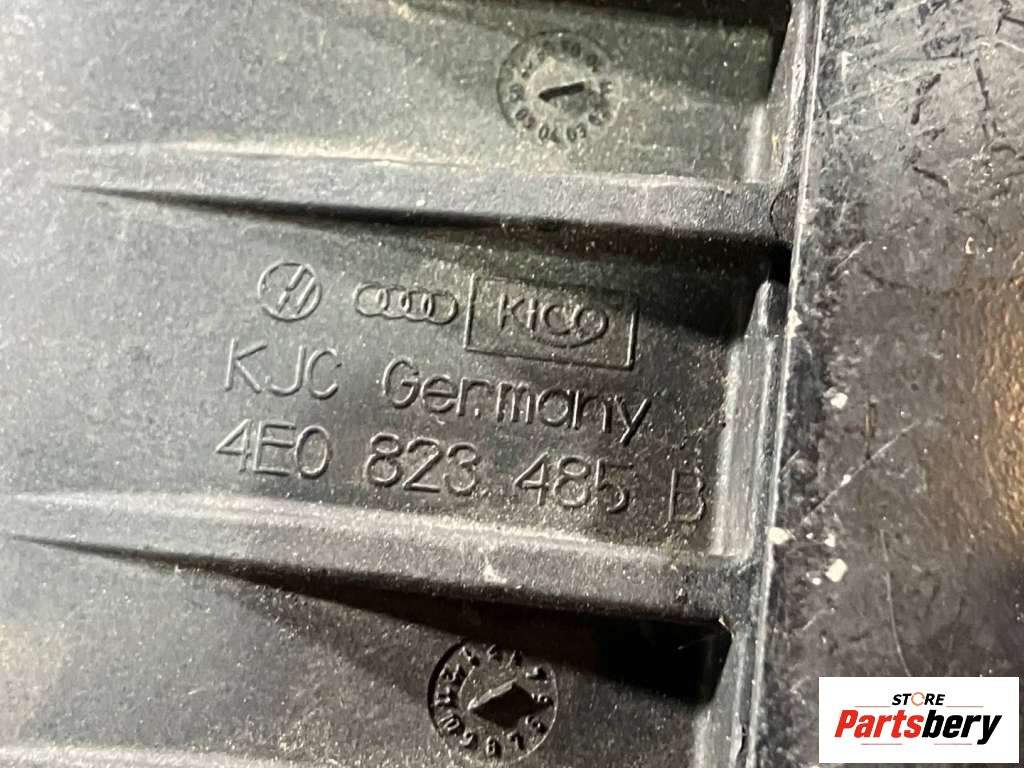 KICO
KJC Germany
4E0 823 485 B
STORE
Partsbery